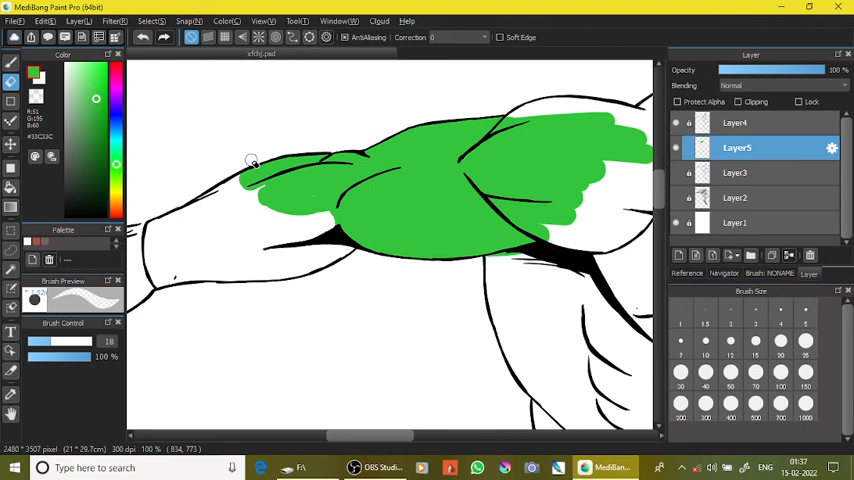 MediBang Paint Pro (64bit)
File(F) Edit(E) Layer(L) Filter(R) Select(S) Snap(N) Color(C) View(V) Tool(T) Window(W) Cloud Help(H)
AntiAliasing Correction 0 Soft Edge
xfchj.psd
Color
R:51
G:195
B:60
#33CC3C
Palette
---
Brush Preview
Brush Control
18
100 %
Layer
Opacity 100 %
Blending Normal
Protect Alpha Clipping Lock
Layer4
Layer5
Layer3
Layer2
Layer1
Reference Navigator Brush: NONAME Layer
Brush Size
1 1.5 2 3 4 5
7 10 12 15 20 25
30 40 50 70 100 150
200 300 400 500 700 1000
2480 * 3507 pixel (21 * 29.7cm) 300 dpi 100 % ( 834, 773)
Type here to search
F:\
OBS Studi...
MediBa...
ENG
01:37
15-02-2022